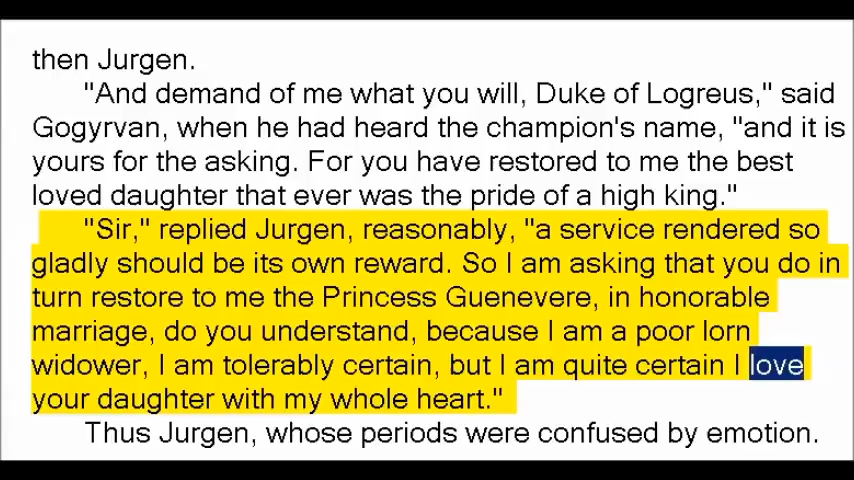 then Jurgen.
"And demand of me what you will, Duke of Logreus," said
Gogyrvan, when he had heard the champion's name, "and it is
yours for the asking. For you have restored to me the best
loved daughter that ever was the pride of a high king."
"Sir," replied Jurgen, reasonably, "a service rendered so
gladly should be its own reward. So I am asking that you do in
turn restore to me the Princess Guenevere, in honorable
marriage, do you understand, because I am a poor lorn
widower, I am tolerably certain, but I am quite certain I love
your daughter with my whole heart."
Thus Jurgen, whose periods were confused by emotion.